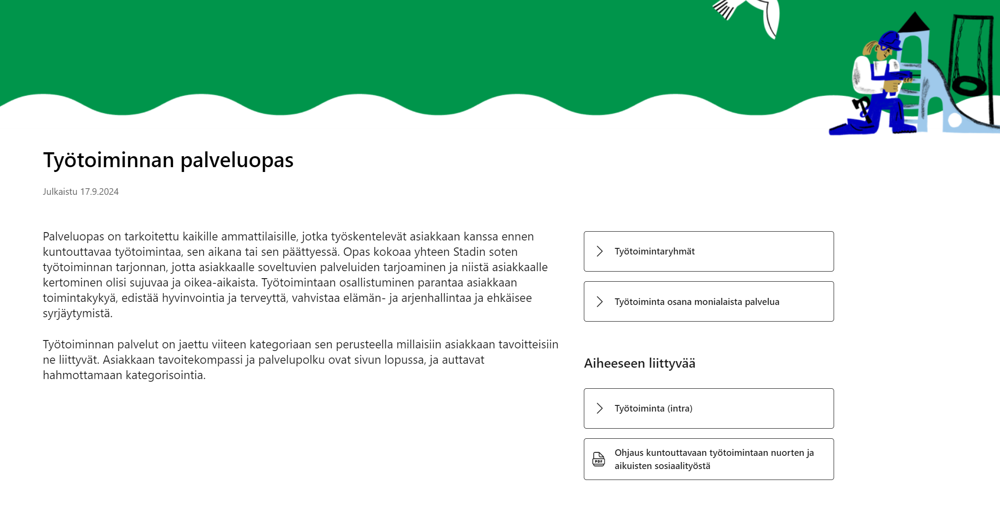 Työtoiminnan palveluopas
Julkaistu 17.9.2024
Palveluopas on tarkoitettu kaikille ammattilaisille, jotka työskentelevät asiakkaan kanssa ennen
kuntouttavaa työtoimintaa, sen aikana tai sen päättyessä. Opas kokoaa yhteen Stadin soten
työtoiminnan tarjonnan, jotta asiakkaalle soveltuvien palveluiden tarjoaminen ja niistä asiakkaalle
kertominen olisi sujuvaa ja oikea-aikaista. Työtoimintaan osallistuminen parantaa asiakkaan
toimintakykyä, edistää hyvinvointia ja terveyttä, vahvistaa elämän- ja arjenhallintaa ja ehkäisee
syrjäytymistä.
Työtoiminnan palvelut on jaettu viiteen kategoriaan sen perusteella millaisiin asiakkaan tavoitteisiin
ne liittyvät. Asiakkaan tavoitekompassi ja palvelupolku ovat sivun lopussa, ja auttavat
hahmottamaan kategorisointia.
Työtoimintaryhmät
Työtoiminta osana monialaista palvelua
Aiheeseen liittyvää
Työtoiminta (intra)
PDF
Ohjaus kuntouttavaan työtoimintaan nuorten ja
aikuisten sosiaalityöstä